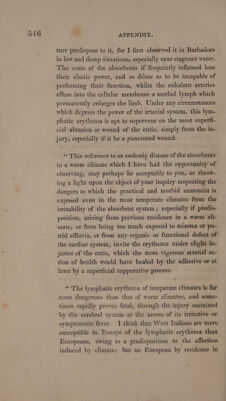 546 APPENDIX.
ture predispose to it, for I first observed it in Barbadoes
in low and damp situations, especially near stagnant water.
The coats of the absorbents if frequently inflamed lose
their elastic power, and so dilate as to be incapable of
performing their function, whilst the exhalant arteries
effuse into the cellular membrane a morbid lymph which
permanently enlarges the limb. Under any circumstances
which depress the power of the arterial system, this lym-
phatic erythema is apt to supervene on the most superfi-
cial abrasion or wound of the cutis, simply from the in-
jury, especially if it be a punctured wound.
“ This reference to an endemic disease of the absorbents
in a warm climate which I have had the opportunity of
observing, may perhaps be acceptable to you, as throw-
ing a light upon the object of your inquiry respecting the
dangers to which the practical and morbid anatomist is
exposed even in the most temperate climates from the
irritability of the absorbent system ; especially if predis-
position, arising from previous residence in a warm cli-
mate, or from being too much exposed to miasma or pu-
trid effluvia, or from any organic or functional defect of
the cardiac system, invite the erythema under slight in-
juries of the cutis, which the more vigorous arterial ac-
tion of health would have healed by the adhesive or at
least by a superficial suppurative process.
“ The lymphatic erythema of temperate climates is far
more dangerous than that of warm climates, and some-
times rapidly proves fatal, through the injury sustained
by the cerebral system at the access of its irritative or
symptomatic fever. I think that West Indians are more
susceptible in Europe of the lymphatic erythema than
Europeans, owing to a predisposition to the affection
induced by climate; but an European by residence in